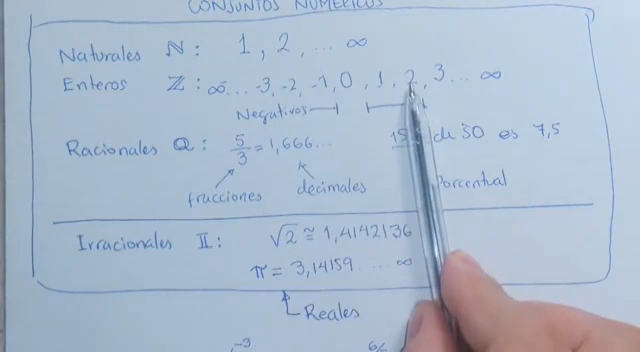 CONJUNTOS NUMÉRICOS
Naturales ℕ: 1, 2, ... ∞
Enteros ℤ: ∞ ... -3, -2, -1, 0, 1, 2, 3 ... ∞
Negativos
Racionales ℚ: 5/3 = 1,666... de 50 es 7,5
fracciones decimales Porcentual
Irracionales 𝕀: √2 ≅ 1,4142136
π = 3,14159..... ∞
Reales
-3